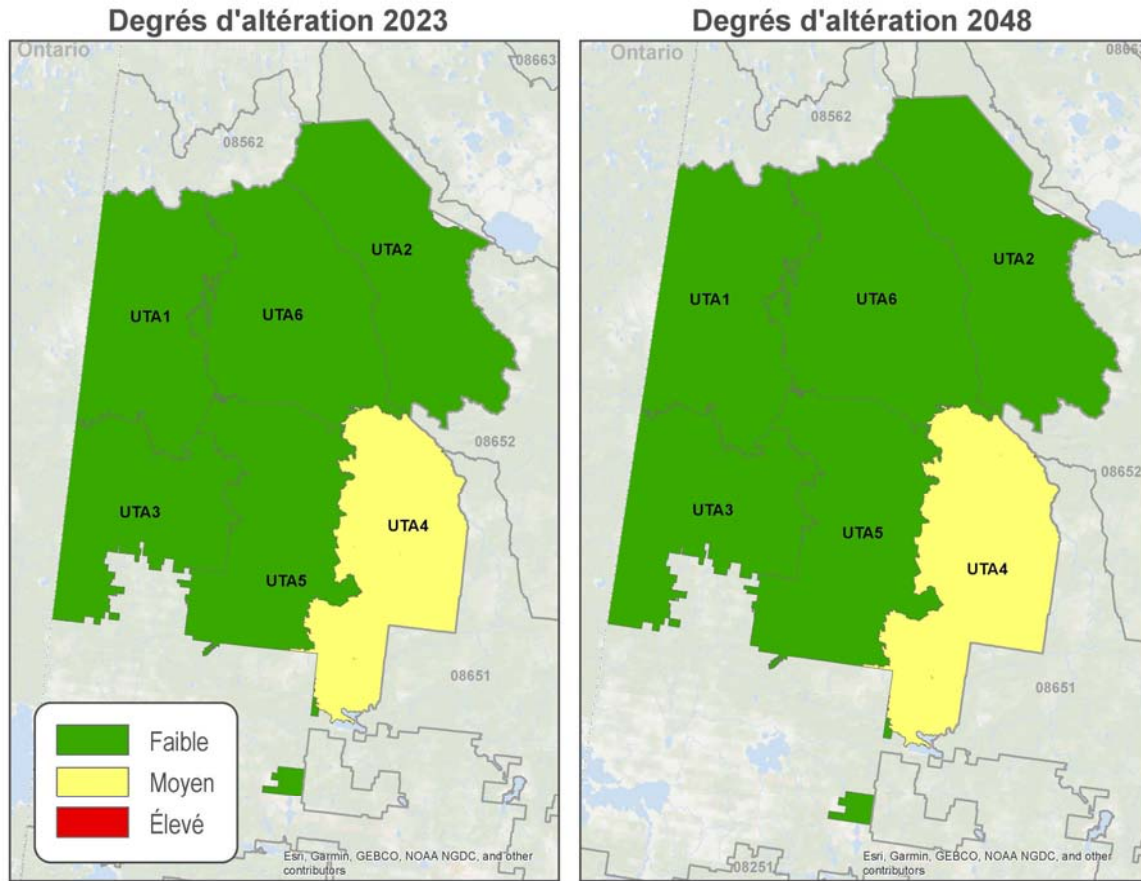 Degrés d'altération 2023
Ontario
08663
08562
UTA2
UTA1
UTA6
08652
UTA3
UTA4
UTA5
08651
Faible
Moyen
Élevé
Esri, Garmin, GEBCO, NOAA NGDC, and other
contributors
Degrés d'altération 2048
Ontario
08562
UTA2
UTA1
UTA6
08652
UTA3
UTA5
UTA4
08651
08251
Esri, Garmin, GEBCO, NOAA NGDC, and other
contributors